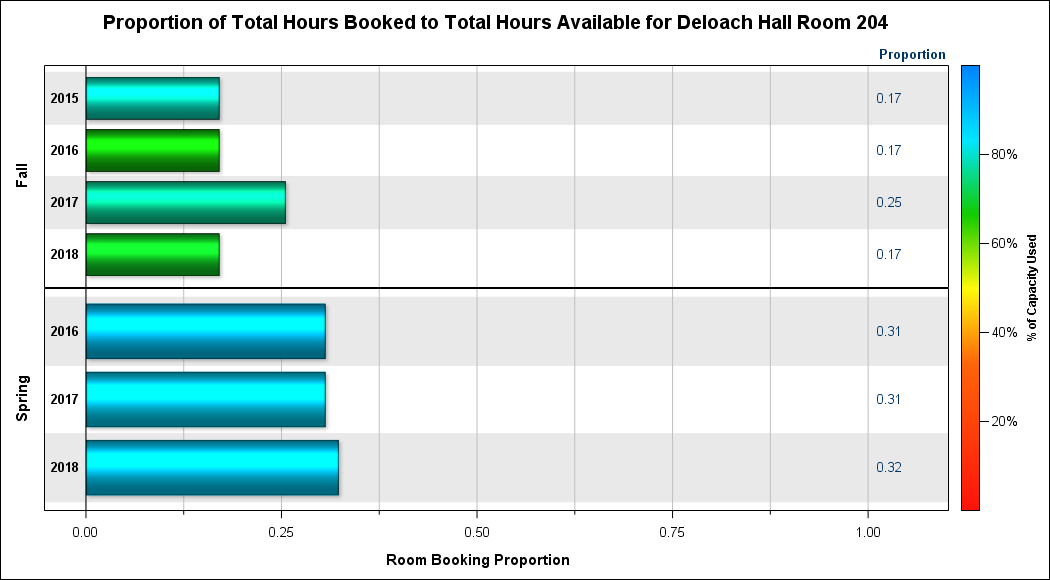 Proportion of Total Hours Booked to Total Hours Available for Deloach Hall Room 204
Proportion
Fall
2015 0.17
2016 0.17
2017 0.25
2018 0.17
Spring
2016 0.31
2017 0.31
2018 0.32
0.00 0.25 0.50 0.75 1.00
Room Booking Proportion
80%
60%
40%
20%
% of Capacity Used